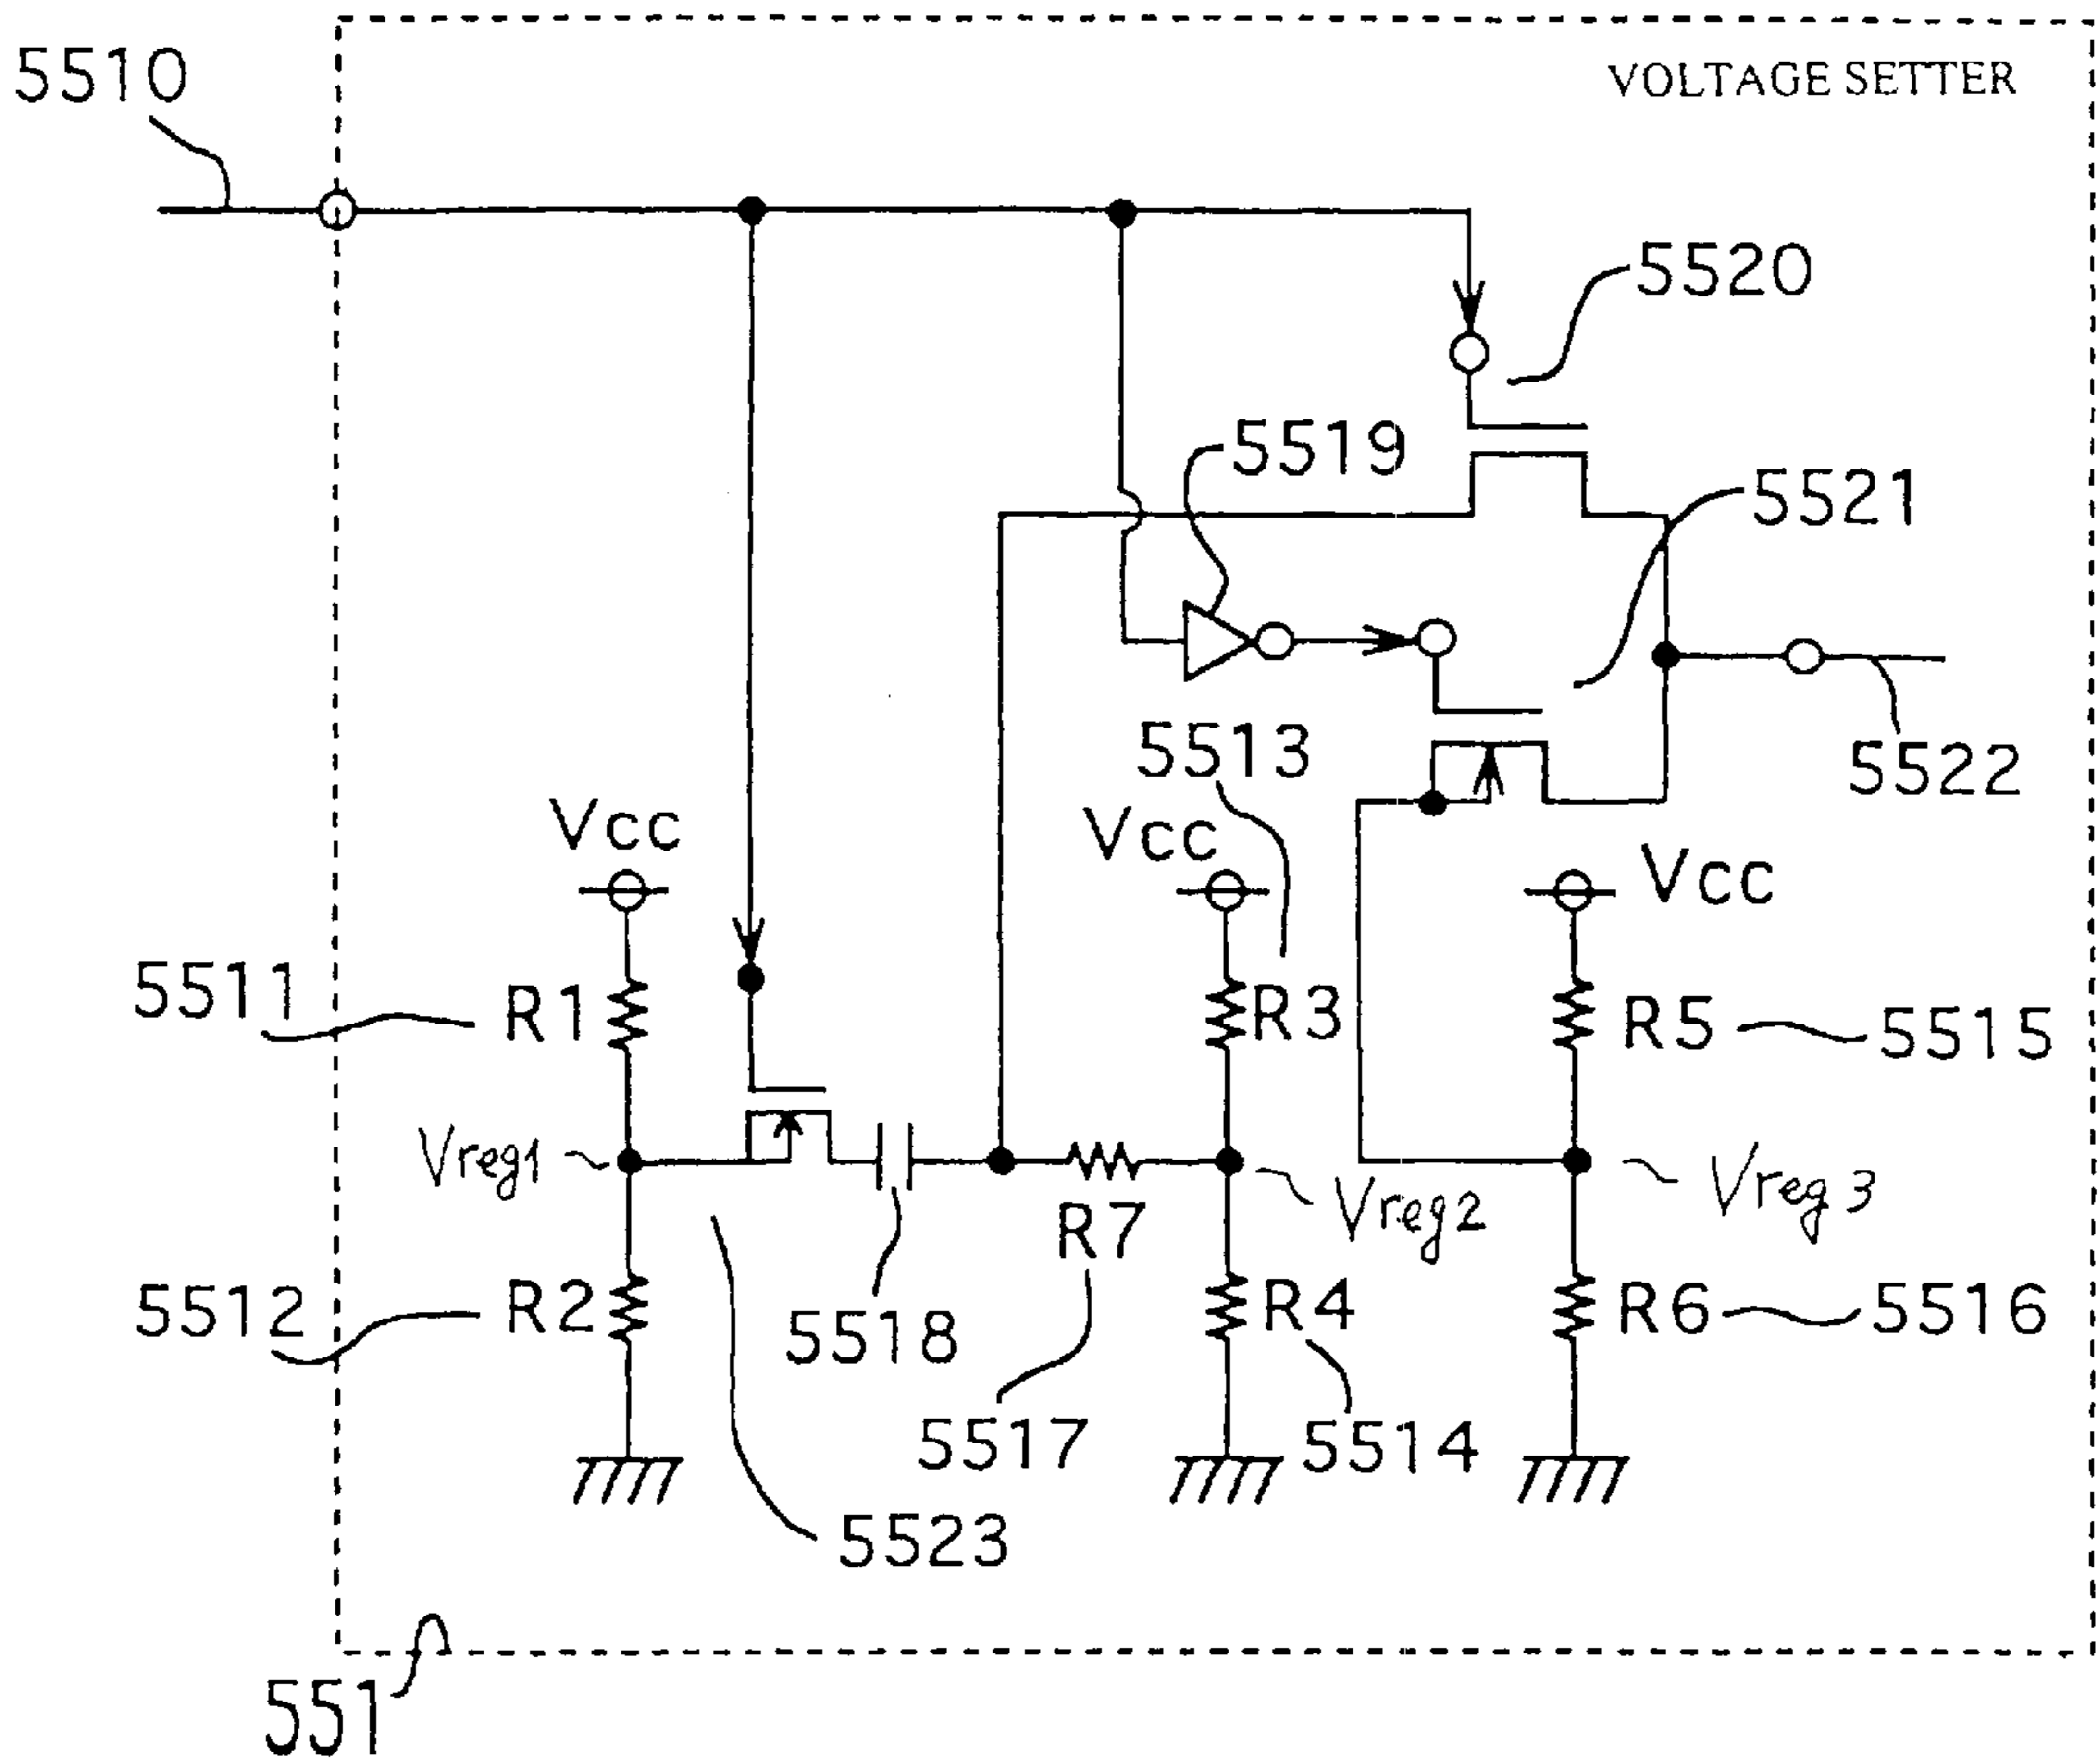 VOLTAGE SETTER
5510
5520
5519
5521
5513
5522
Vcc
Vcc
Vcc
5511
R1
R3
R5
5515
Vreg1
Vreg2
Vreg3
R7
5512
R2
5518
R4
R6
5516
5517
5514
5523
551